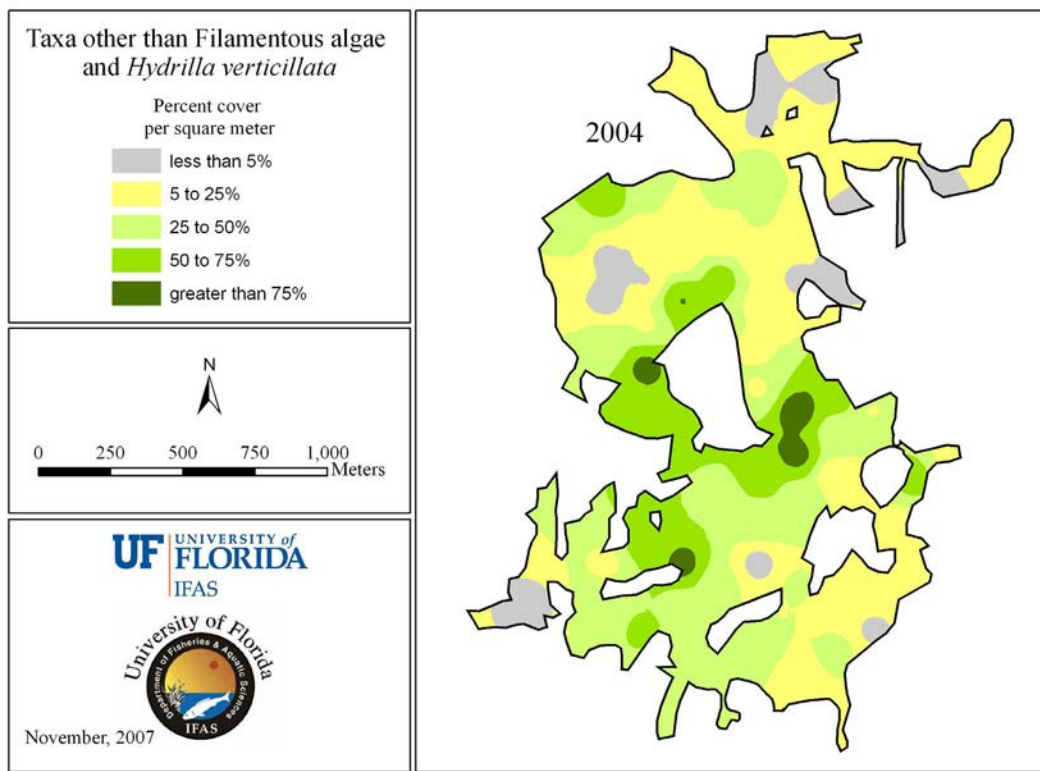 Taxa other than Filamentous algae
and Hydrilla verticillata
Percent cover
per square meter
less than 5%
5 to 25%
25 to 50%
50 to 75%
greater than 75%
N
0 250 500 750 1,000
Meters
UF UNIVERSITY of
FLORIDA
IFAS
University of Florida
Department of Fisheries & Aquatic Sciences
IFAS
November, 2007
2004